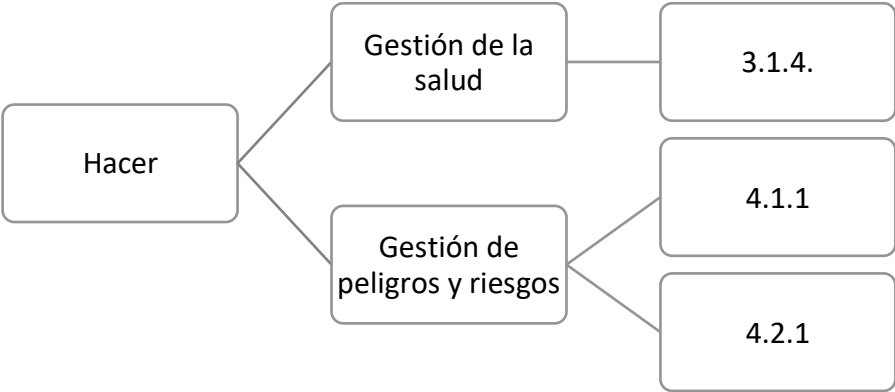 Hacer
Gestión de la
salud
3.1.4.
Gestión de
peligros y riesgos
4.1.1
4.2.1